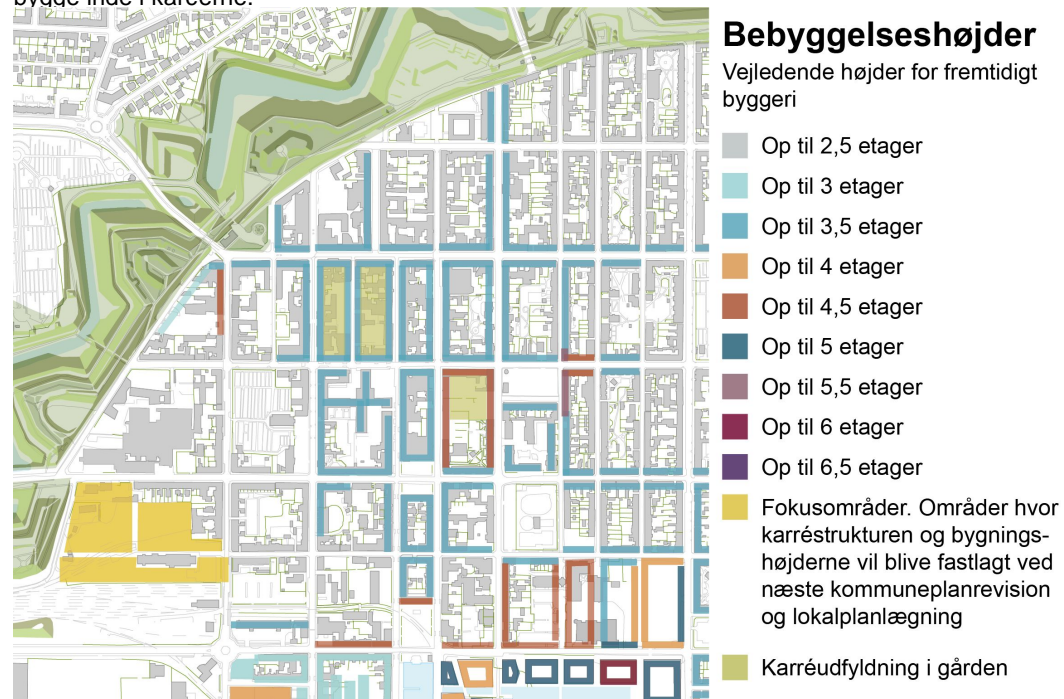 bygge inde i karéerne.
Bebyggelseshøjder
Vejledende højder for fremtidigt
byggeri
Op til 2,5 etager
Op til 3 etager
Op til 3,5 etager
Op til 4 etager
Op til 4,5 etager
Op til 5 etager
Op til 5,5 etager
Op til 6 etager
Op til 6,5 etager
Fokusområder. Områder hvor
karréstrukturen og bygnings-
højderne vil blive fastlagt ved
næste kommuneplanrevision
og lokalplanlægning
Karréudfyldning i gården